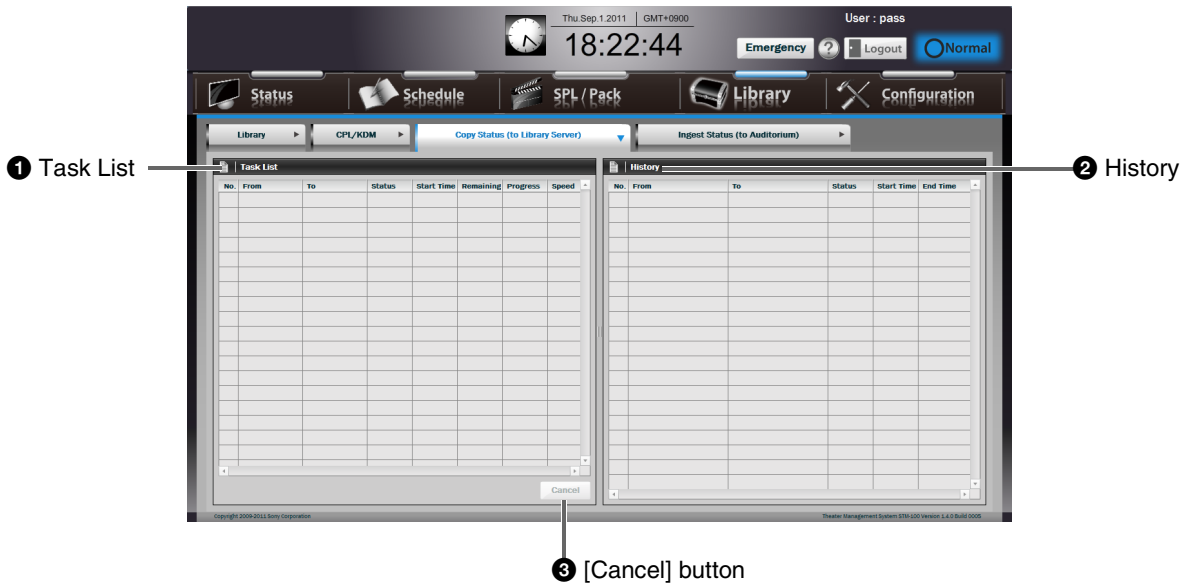 Thu.Sep.1.2011 GMT+0900
User : pass
18:22:44
Emergency ? Logout Normal
Status Schedule SPL / Pack Library Configuration
Library CPL/KDM Copy Status (to Library Server) Ingest Status (to Auditorium)
❶ Task List
Task List
History
❷ History
No. From To Status Start Time Remaining Progress Speed
No. From To Status Start Time End Time
Cancel
Copyright 2009-2011 Sony Corporation
Theater Management System STM-100 Version 1.4.0 Build 0005
❸ [Cancel] button